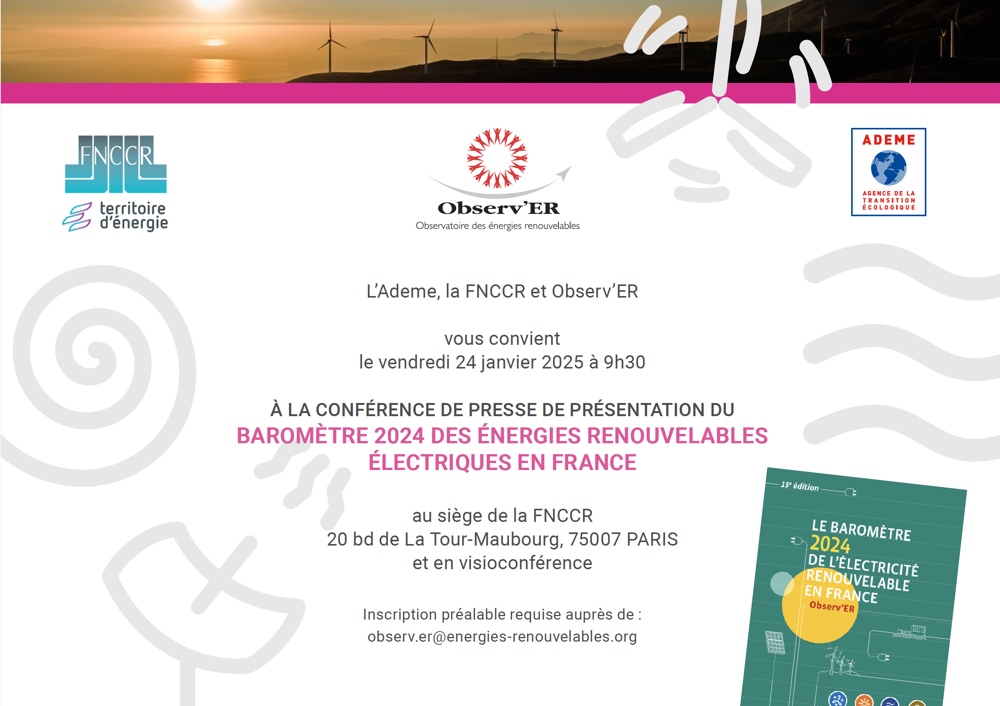 FNCCR
territoire
d'énergie
Observ'ER
Observatoire des énergies renouvelables
ADEME
AGENCE DE LA
TRANSITION
ÉCOLOGIQUE
L'Ademe, la FNCCR et Observ'ER
vous convient
le vendredi 24 janvier 2025 à 9h30
À LA CONFÉRENCE DE PRESSE DE PRÉSENTATION DU
BAROMÈTRE 2024 DES ÉNERGIES RENOUVELABLES
ÉLECTRIQUES EN FRANCE
au siège de la FNCCR
20 bd de La Tour-Maubourg, 75007 PARIS
et en visioconférence
Inscription préalable requise auprès de :
observ.er@energies-renouvelables.org
15e édition
LE BAROMÈTRE
2024
DE L'ÉLECTRICITÉ
RENOUVELABLE
EN FRANCE
Observ'ER